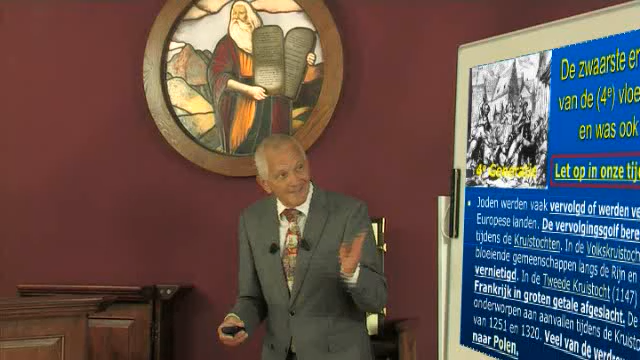 De zwaarste en
van de (4e) vloe
en was ook
4e Generatie
Let op in onze tijd
• Joden werden vaak vervolgd of werden ve
Europese landen. De vervolgingsgolf bere
tijdens de Kruistochten. In de Volkskruistoch
bloeiende gemeenschappen langs de Rijn en
vernietigd. In de Tweede Kruistocht (1147
Frankrijk in groten getale afgeslacht. De
onderworpen aan aanvallen tijdens de Kruist
van 1251 en 1320. Veel van de verdre
naar Polen.